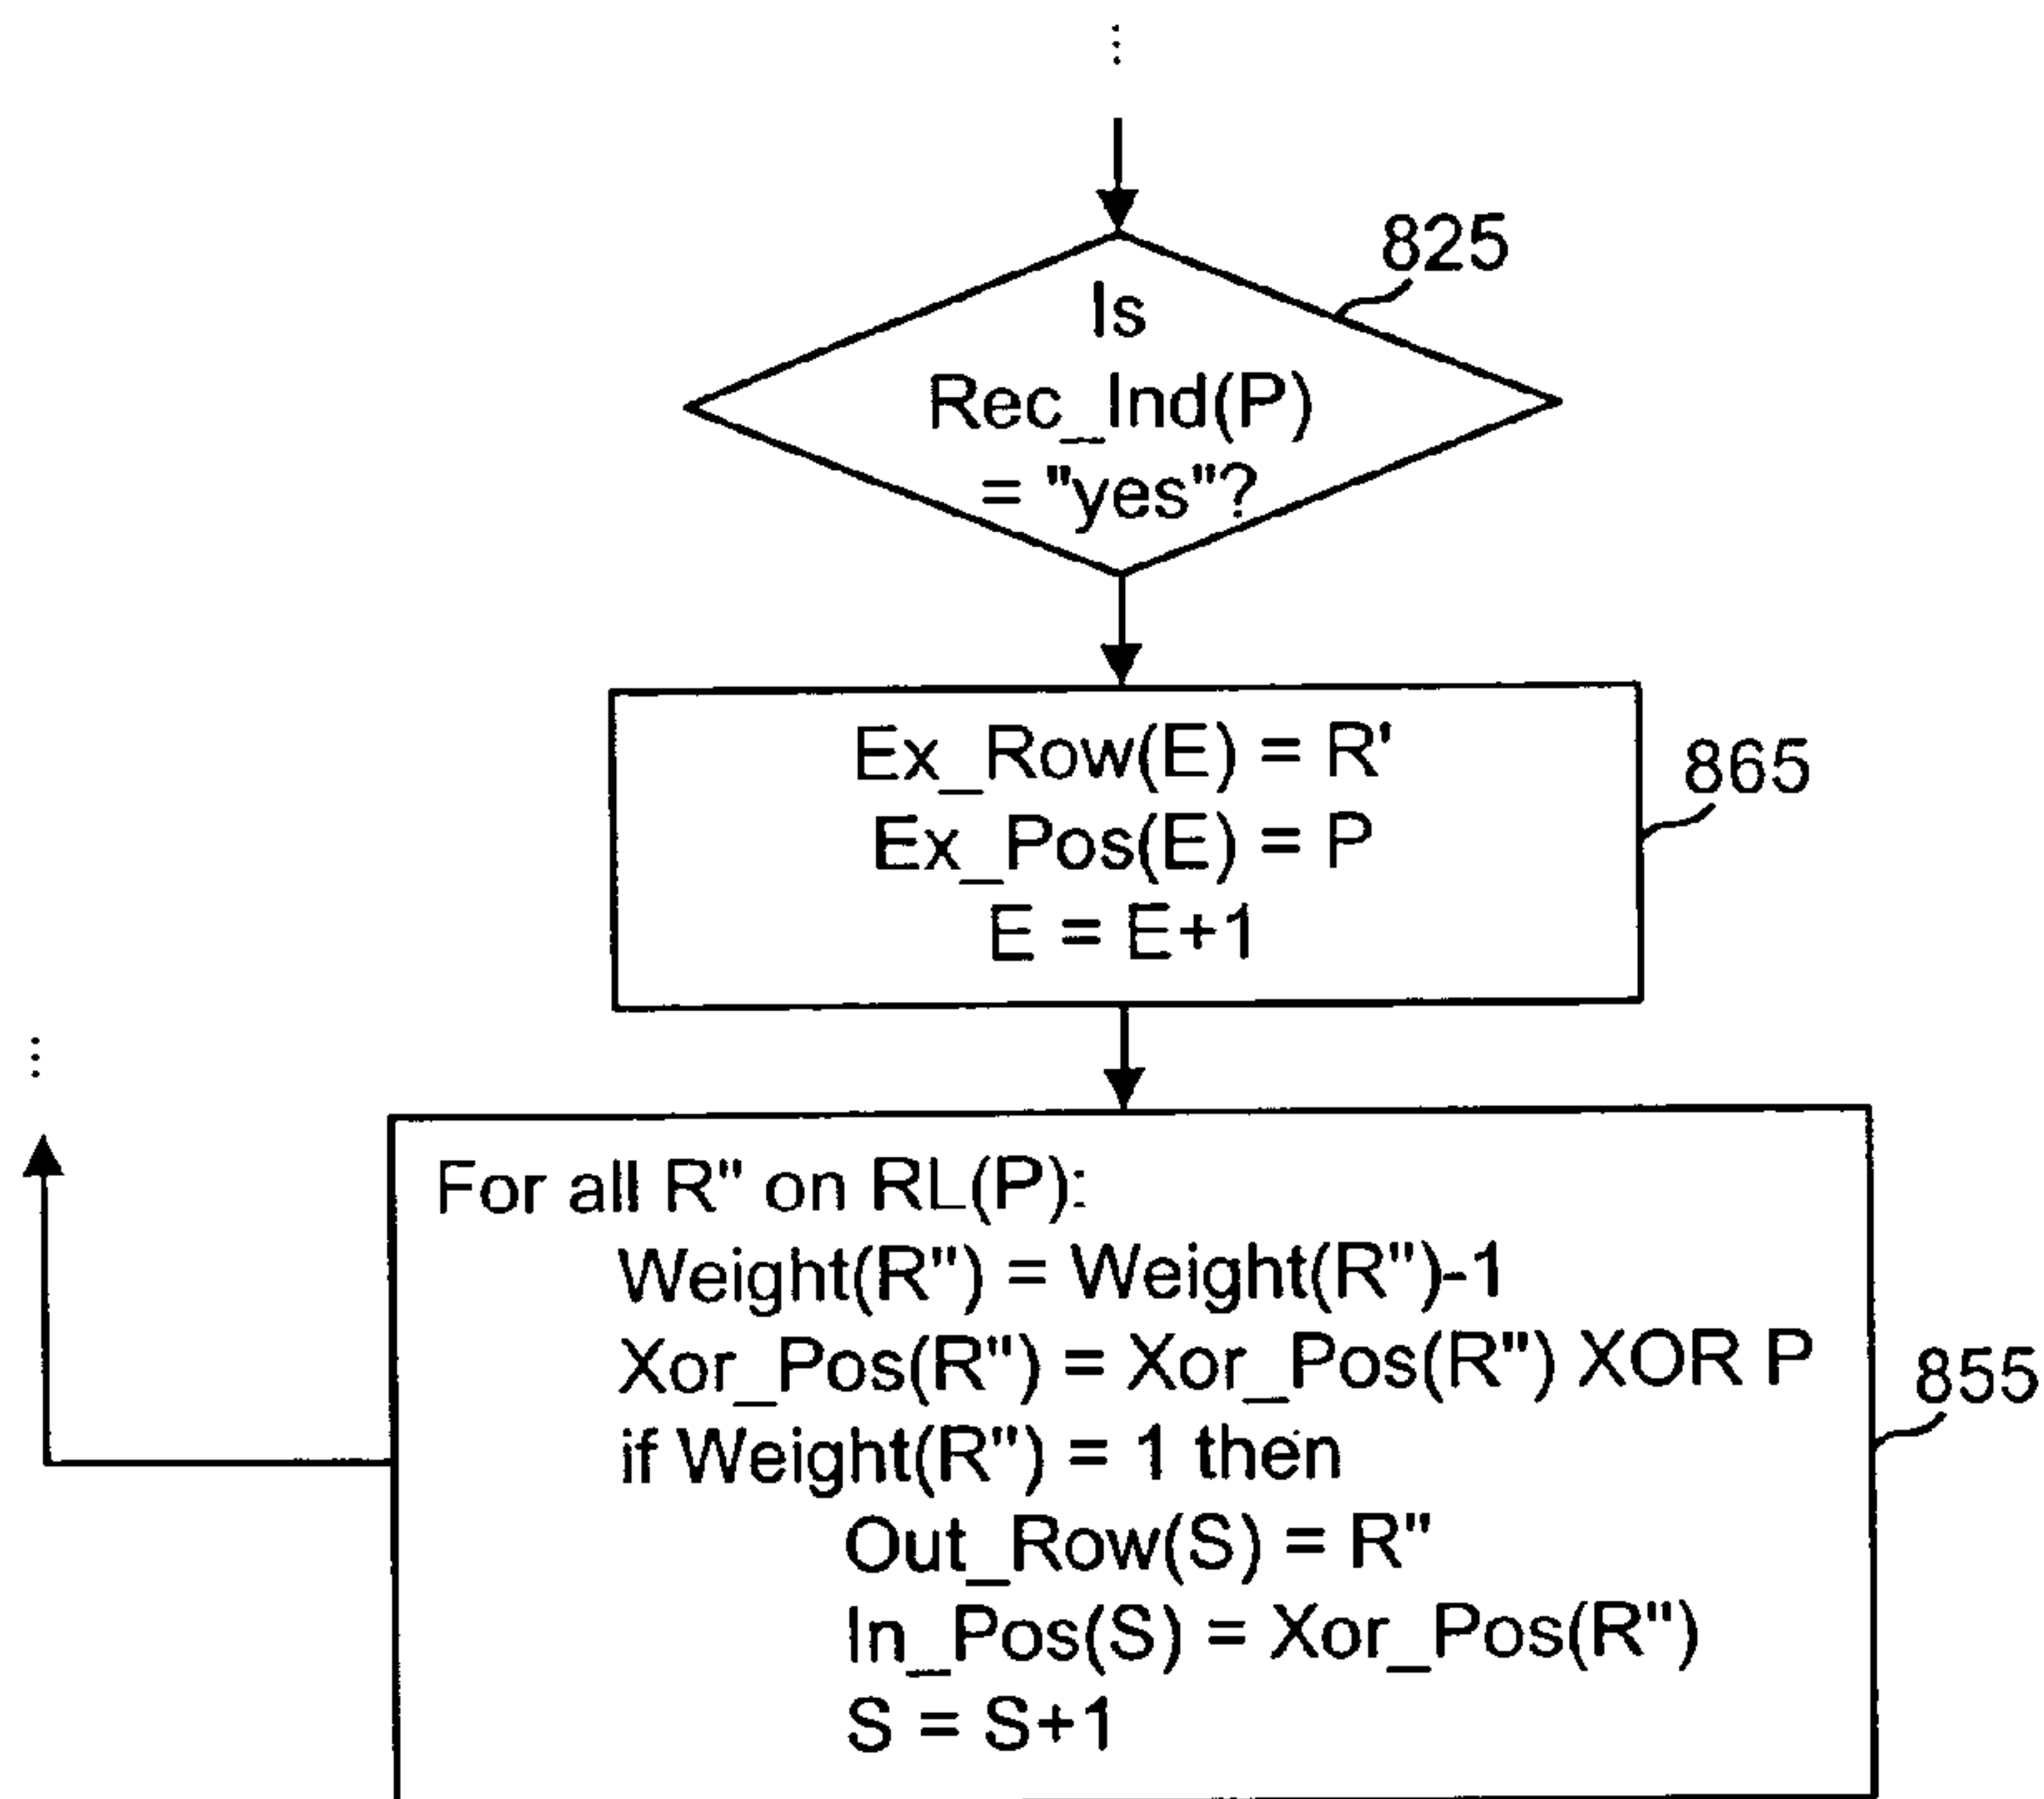 ⋮
825
Is
Rec_Ind(P)
= "yes"?
Ex_Row(E) = R'
Ex_Pos(E) = P
E = E+1
865
⋮
For all R" on RL(P):
Weight(R") = Weight(R")-1
Xor_Pos(R") = Xor_Pos(R") XOR P
if Weight(R") = 1 then
Out_Row(S) = R"
In_Pos(S) = Xor_Pos(R")
S = S+1
855